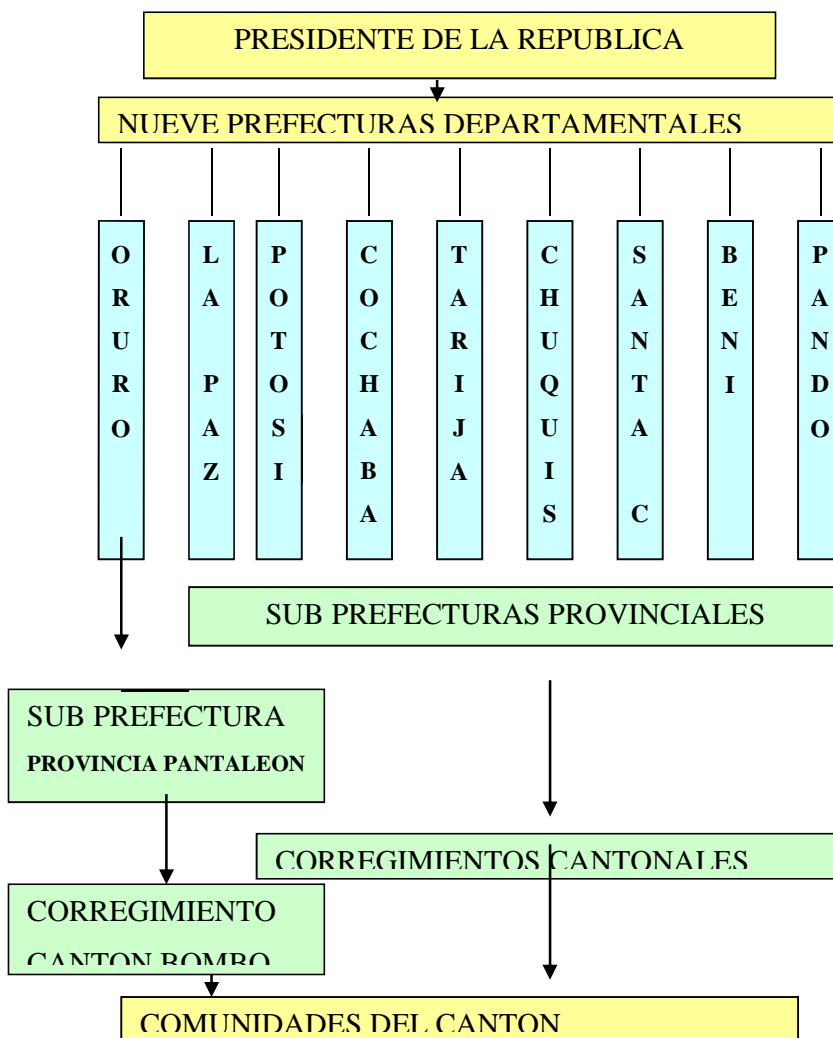 PRESIDENTE DE LA REPUBLICA
NUEVE PREFECTURAS DEPARTAMENTALES
ORURO
LA PAZ
POTOSI
COCHABA
TARIJA
CHUQUIS
SANTA C
BENI
PANDO
SUB PREFECTURAS PROVINCIALES
SUB PREFECTURA
PROVINCIA PANTALEON
CORREGIMIENTOS CANTONALES
CORREGIMIENTO
CANTON BOMBO
COMUNIDADES DEL CANTON